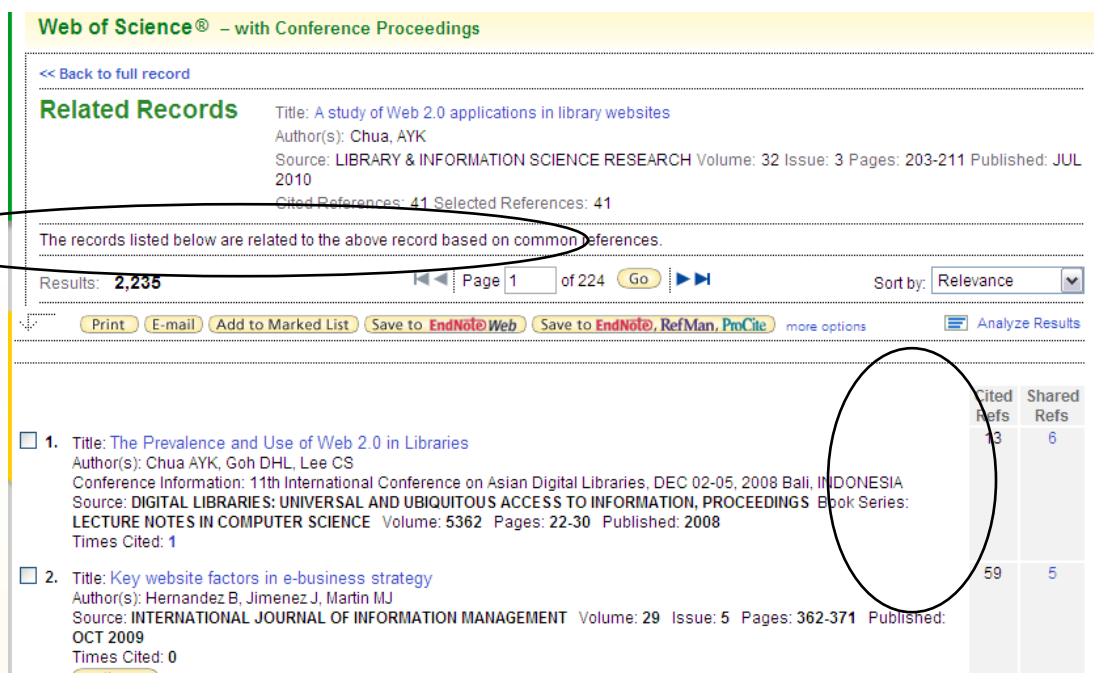 Web of Science® – with Conference Proceedings
<< Back to full record
Related Records
Title: A study of Web 2.0 applications in library websites
Author(s): Chua, AYK
Source: LIBRARY & INFORMATION SCIENCE RESEARCH Volume: 32 Issue: 3 Pages: 203-211 Published: JUL
2010
Cited References: 41 Selected References: 41
The records listed below are related to the above record based on common references.
Results: 2,235 Page 1 of 224 Go Sort by: Relevance
Print E-mail Add to Marked List Save to EndNote Web Save to EndNote, RefMan, ProCite more options Analyze Results
Cited Shared
Refs Refs
1. Title: The Prevalence and Use of Web 2.0 in Libraries 13 6
Author(s): Chua AYK, Goh DHL, Lee CS
Conference Information: 11th International Conference on Asian Digital Libraries, DEC 02-05, 2008 Bali, INDONESIA
Source: DIGITAL LIBRARIES: UNIVERSAL AND UBIQUITOUS ACCESS TO INFORMATION, PROCEEDINGS Book Series:
LECTURE NOTES IN COMPUTER SCIENCE Volume: 5362 Pages: 22-30 Published: 2008
Times Cited: 1
2. Title: Key website factors in e-business strategy 59 5
Author(s): Hernandez B, Jimenez J, Martin MJ
Source: INTERNATIONAL JOURNAL OF INFORMATION MANAGEMENT Volume: 29 Issue: 5 Pages: 362-371 Published:
OCT 2009
Times Cited: 0